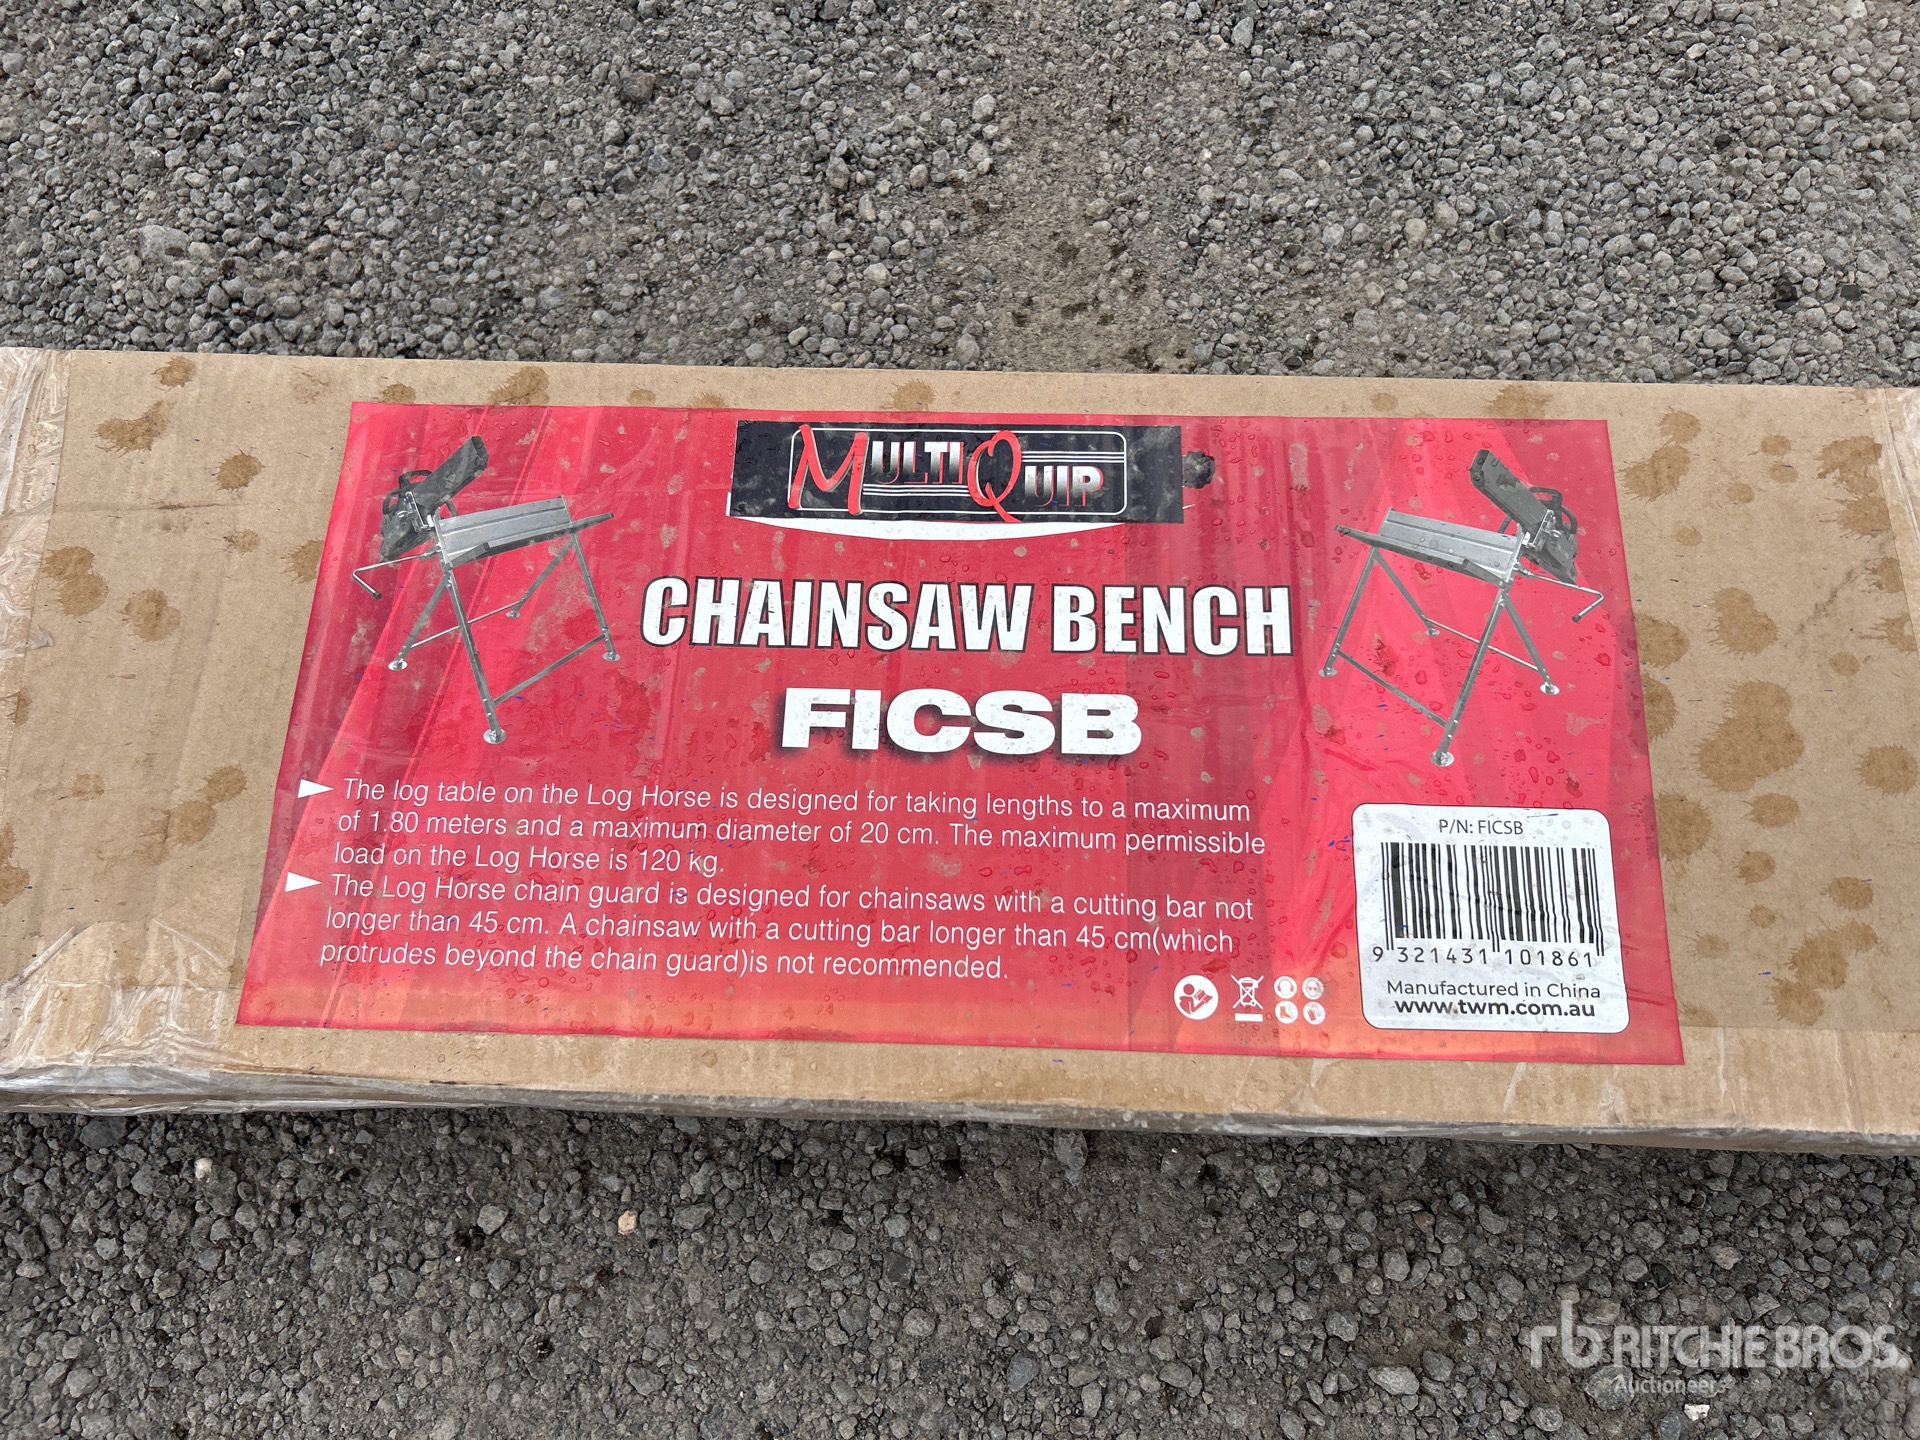 MULTI QUIP
CHAINSAW BENCH
FICSB
The log table on the Log Horse is designed for taking lengths to a maximum
of 1.80 meters and a maximum diameter of 20 cm. The maximum permissible
load on the Log Horse is 120 kg.
The Log Horse chain guard is designed for chainsaws with a cutting bar not
longer than 45 cm. A chainsaw with a cutting bar longer than 45 cm(which
protrudes beyond the chain guard)is not recommended.
P/N: FICSB
9 321431 101861
Manufactured in China
www.twm.com.au
rb RITCHIE BROS.
Auctioneers